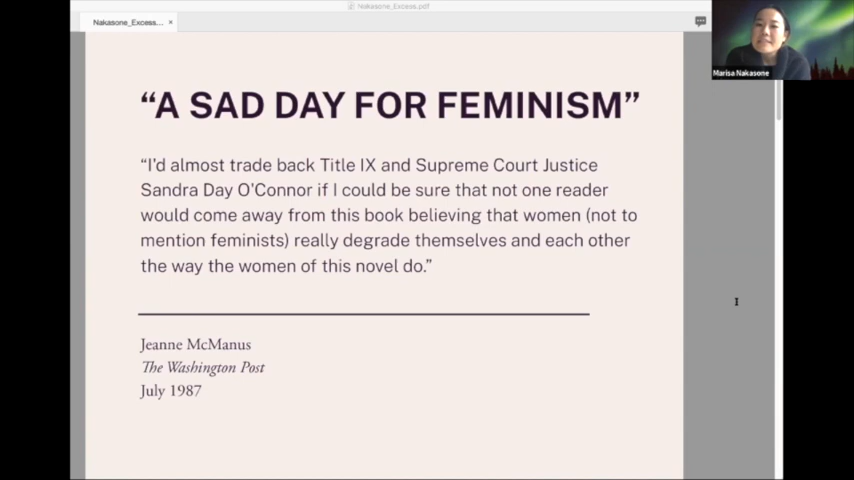 Nakasone_Excess.pdf
Nakasone_Excess... ×
Marisa Nakasone
“A SAD DAY FOR FEMINISM”
“I'd almost trade back Title IX and Supreme Court Justice
Sandra Day O'Connor if I could be sure that not one reader
would come away from this book believing that women (not to
mention feminists) really degrade themselves and each other
the way the women of this novel do.”
Jeanne McManus
The Washington Post
July 1987